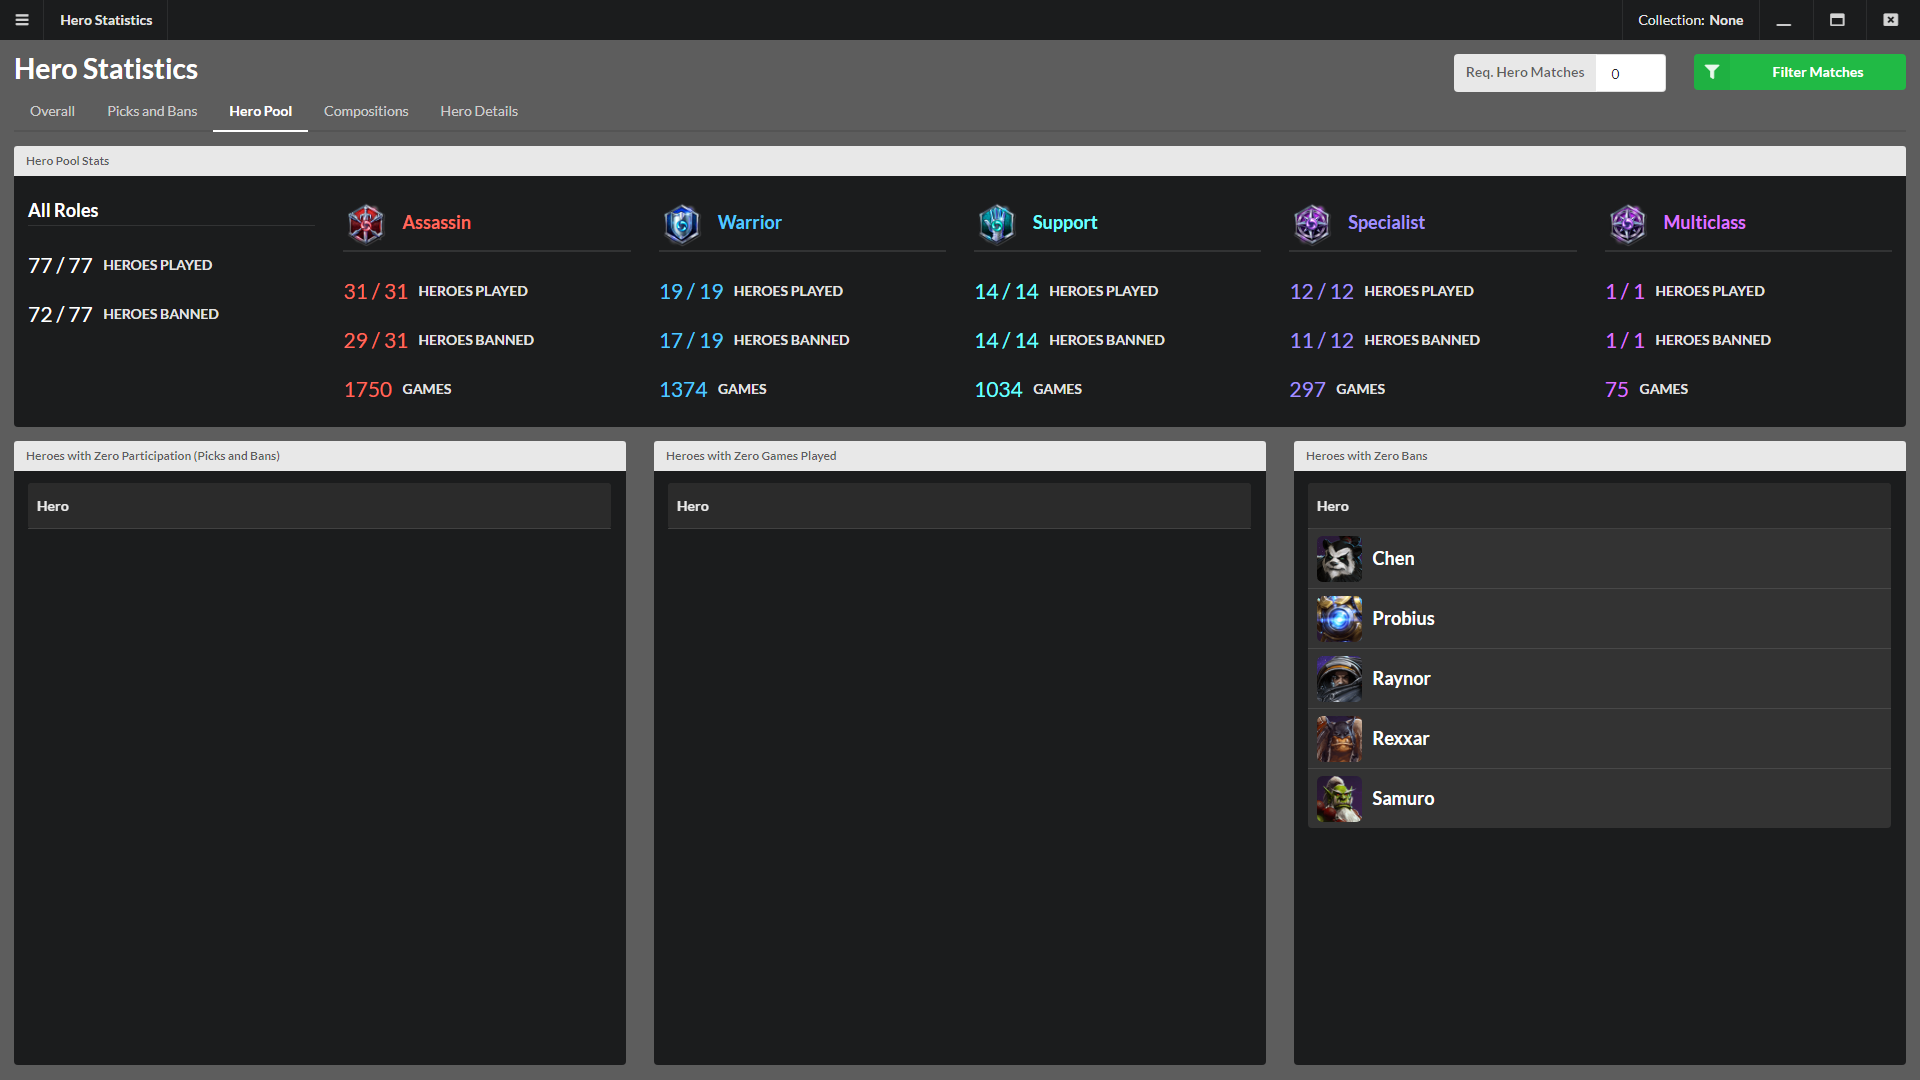 Hero Statistics
Collection: None
Hero Statistics
Req. Hero Matches 0
Filter Matches
Overall Picks and Bans Hero Pool Compositions Hero Details
Hero Pool Stats
All Roles
77 / 77 HEROES PLAYED
72 / 77 HEROES BANNED
Assassin
31 / 31 HEROES PLAYED
29 / 31 HEROES BANNED
1750 GAMES
Warrior
19 / 19 HEROES PLAYED
17 / 19 HEROES BANNED
1374 GAMES
Support
14 / 14 HEROES PLAYED
14 / 14 HEROES BANNED
1034 GAMES
Specialist
12 / 12 HEROES PLAYED
11 / 12 HEROES BANNED
297 GAMES
Multiclass
1 / 1 HEROES PLAYED
1 / 1 HEROES BANNED
75 GAMES
Heroes with Zero Participation (Picks and Bans)
Hero
Heroes with Zero Games Played
Hero
Heroes with Zero Bans
Hero
Chen
Probius
Raynor
Rexxar
Samuro